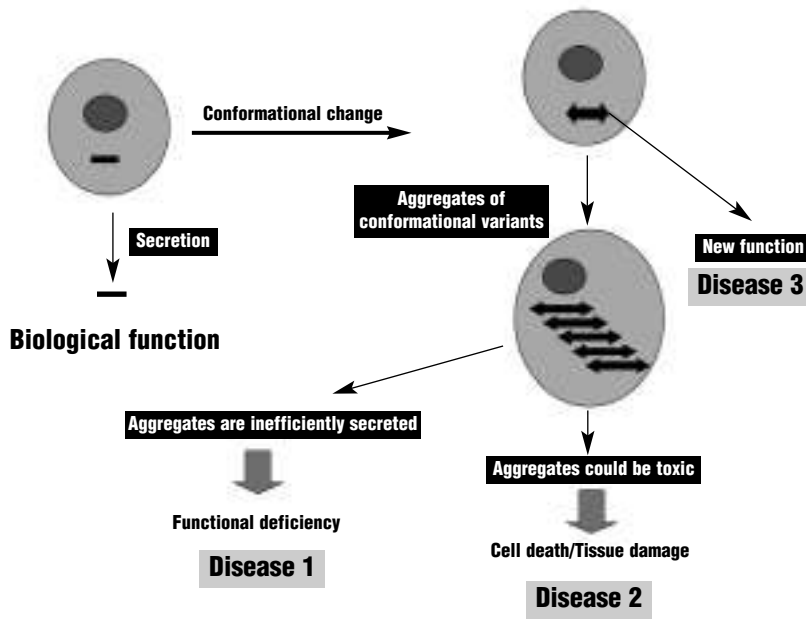 Conformational change
Aggregates of
conformational variants
Secretion
New function
Disease 3
Biological function
Aggregates are inefficiently secreted
Aggregates could be toxic
Functional deficiency
Cell death/Tissue damage
Disease 1
Disease 2